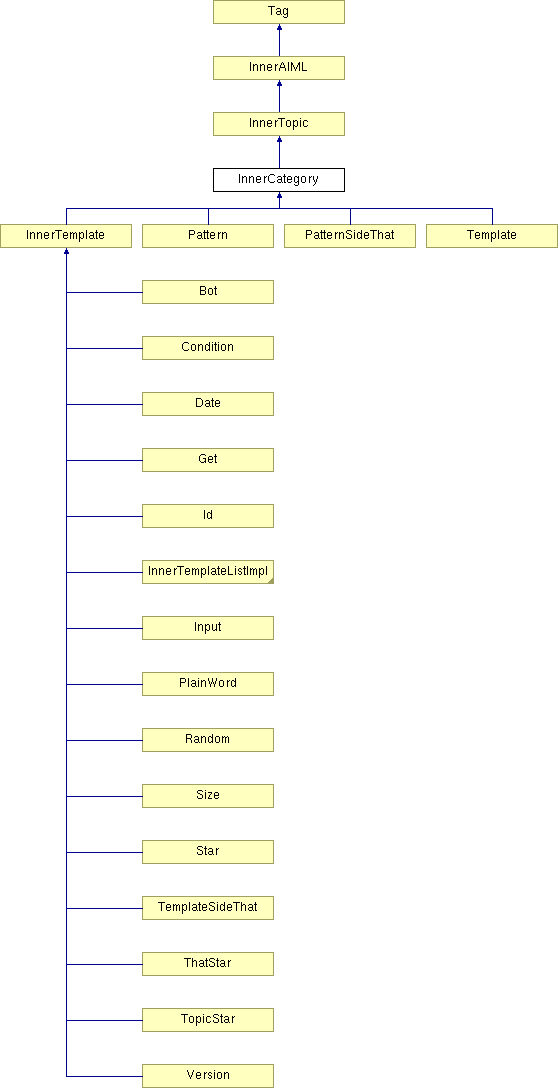 Tag
InnerAIML
InnerTopic
InnerCategory
InnerTemplate Pattern PatternSideThat Template
Bot
Condition
Date
Get
Id
InnerTemplateListImpl
Input
PlainWord
Random
Size
Star
TemplateSideThat
ThatStar
TopicStar
Version